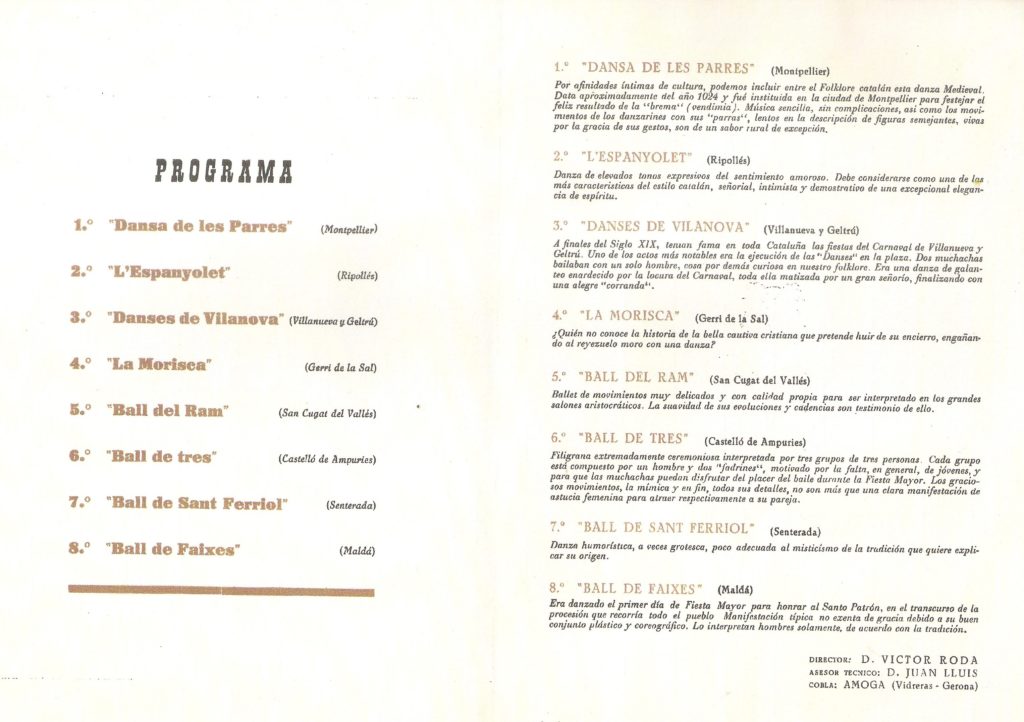 PROGRAMA
1.º "Dansa de les Parres" (Montpellier)
2.º "L'Espanyolet" (Ripollés)
3.º "Danses de Vilanova" (Villanueva y Geltrú)
4.º "La Morisca" (Gerri de la Sal)
5.º "Ball del Ram" (San Cugat del Vallés)
6.º "Ball de tres" (Castelló de Ampuries)
7.º "Ball de Sant Ferriol" (Senterada)
8.º "Ball de Faixes" (Maldá)
1.º "DANSA DE LES PARRES" (Montpellier)
Por afinidades íntimas de cultura, podemos incluir entre el Folklore catalán esta danza Medieval.
Data aproximadamente del año 1024 y fué instituida en la ciudad de Montpellier para festejar el
feliz resultado de la "brema" (vendimia). Música sencilla, sin complicaciones, así como los movi-
mientos de los danzarines con sus "parras", lentos en la descripción de figuras semejantes, vivas
por la gracia de sus gestos, son de un sabor rural de excepción.
2.º "L'ESPANYOLET" (Ripollés)
Danza de elevados tonos expresivos del sentimiento amoroso. Debe considerarse como una de las
más características del estilo catalán, señorial, intimista y demostrativo de una excepcional elegan-
cia de espíritu.
3.º "DANSES DE VILANOVA" (Villanueva y Geltrú)
A finales del Siglo XIX, tenían fama en toda Cataluña las fiestas del Carnaval de Villanueva y
Geltrú. Uno de los actos más notables era la ejecución de las "Danses" en la plaza. Dos muchachas
bailaban con un solo hombre, cosa por demás curiosa en nuestro folklore. Era una danza de galan-
teo enardecido por la locura del Carnaval, toda ella matizada por un gran señorío, finalizando con
una alegre "corranda".
4.º "LA MORISCA" (Gerri de la Sal)
¿Quién no conoce la historia de la bella cautiva cristiana que pretende huir de su encierro, engañan-
do al reyezuelo moro con una danza?
5.º "BALL DEL RAM" (San Cugat del Vallés)
Ballet de movimientos muy delicados y con calidad propia para ser interpretado en los grandes
salones aristocráticos. La suavidad de sus evoluciones y cadencias son testimonio de ello.
6.º "BALL DE TRES" (Castelló de Ampuries)
Filigrana extremadamente ceremoniosa interpretada por tres grupos de tres personas. Cada grupo
está compuesto por un hombre y dos "fadrines", motivado por la falta, en general, de jóvenes, y
para que las muchachas puedan disfrutar del placer del baile durante la Fiesta Mayor. Los gracio-
sos movimientos, la mímica y en fin, todos sus detalles, no son más que una clara manifestación de
astucia femenina para atraer respectivamente a su pareja.
7.º "BALL DE SANT FERRIOL" (Senterada)
Danza humorística, a veces grotesca, poco adecuada al misticísmo de la tradición que quiere expli-
car su origen.
8.º "BALL DE FAIXES" (Maldá)
Era danzado el primer día de Fiesta Mayor para honrar al Santo Patrón, en el transcurso de la
procesión que recorría todo el pueblo Manifestación típica no exenta de gracia debido a su buen
conjunto plástico y coreográfico. Lo interpretan hombres solamente, de acuerdo con la tradición.
DIRECTOR: D. VICTOR RODA
ASESOR TECNICO: D. JUAN LLUIS
COBLA: AMOGA (Vidreras - Gerona)